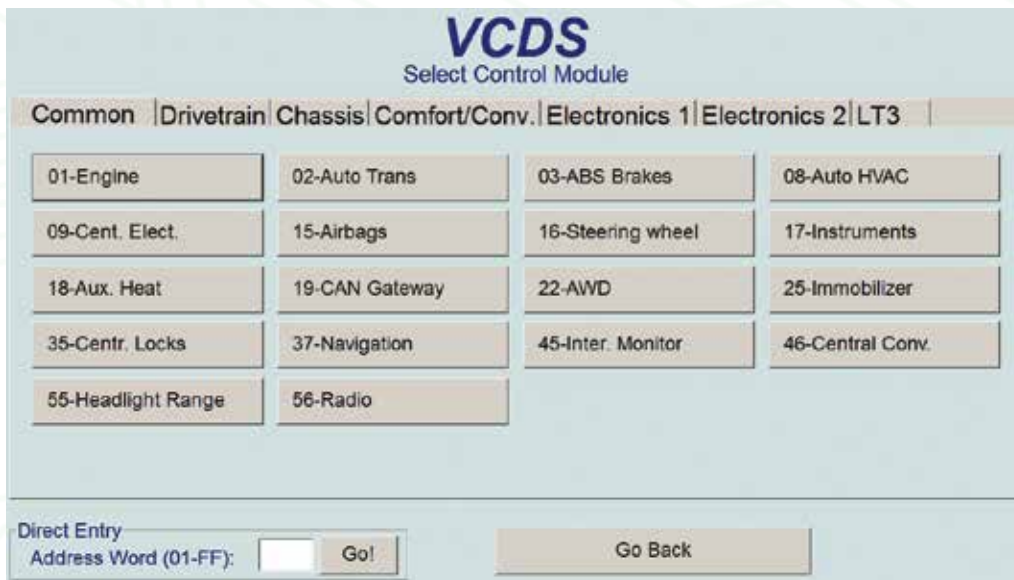 VCDS
Select Control Module
Common Drivetrain Chassis Comfort/Conv. Electronics 1 Electronics 2 LT3
01-Engine 02-Auto Trans 03-ABS Brakes 08-Auto HVAC
09-Cent. Elect. 15-Airbags 16-Steering wheel 17-Instruments
18-Aux. Heat 19-CAN Gateway 22-AWD 25-Immobilizer
35-Centr. Locks 37-Navigation 45-Inter. Monitor 46-Central Conv.
55-Headlight Range 56-Radio
Direct Entry
Address Word (01-FF): Go! Go Back